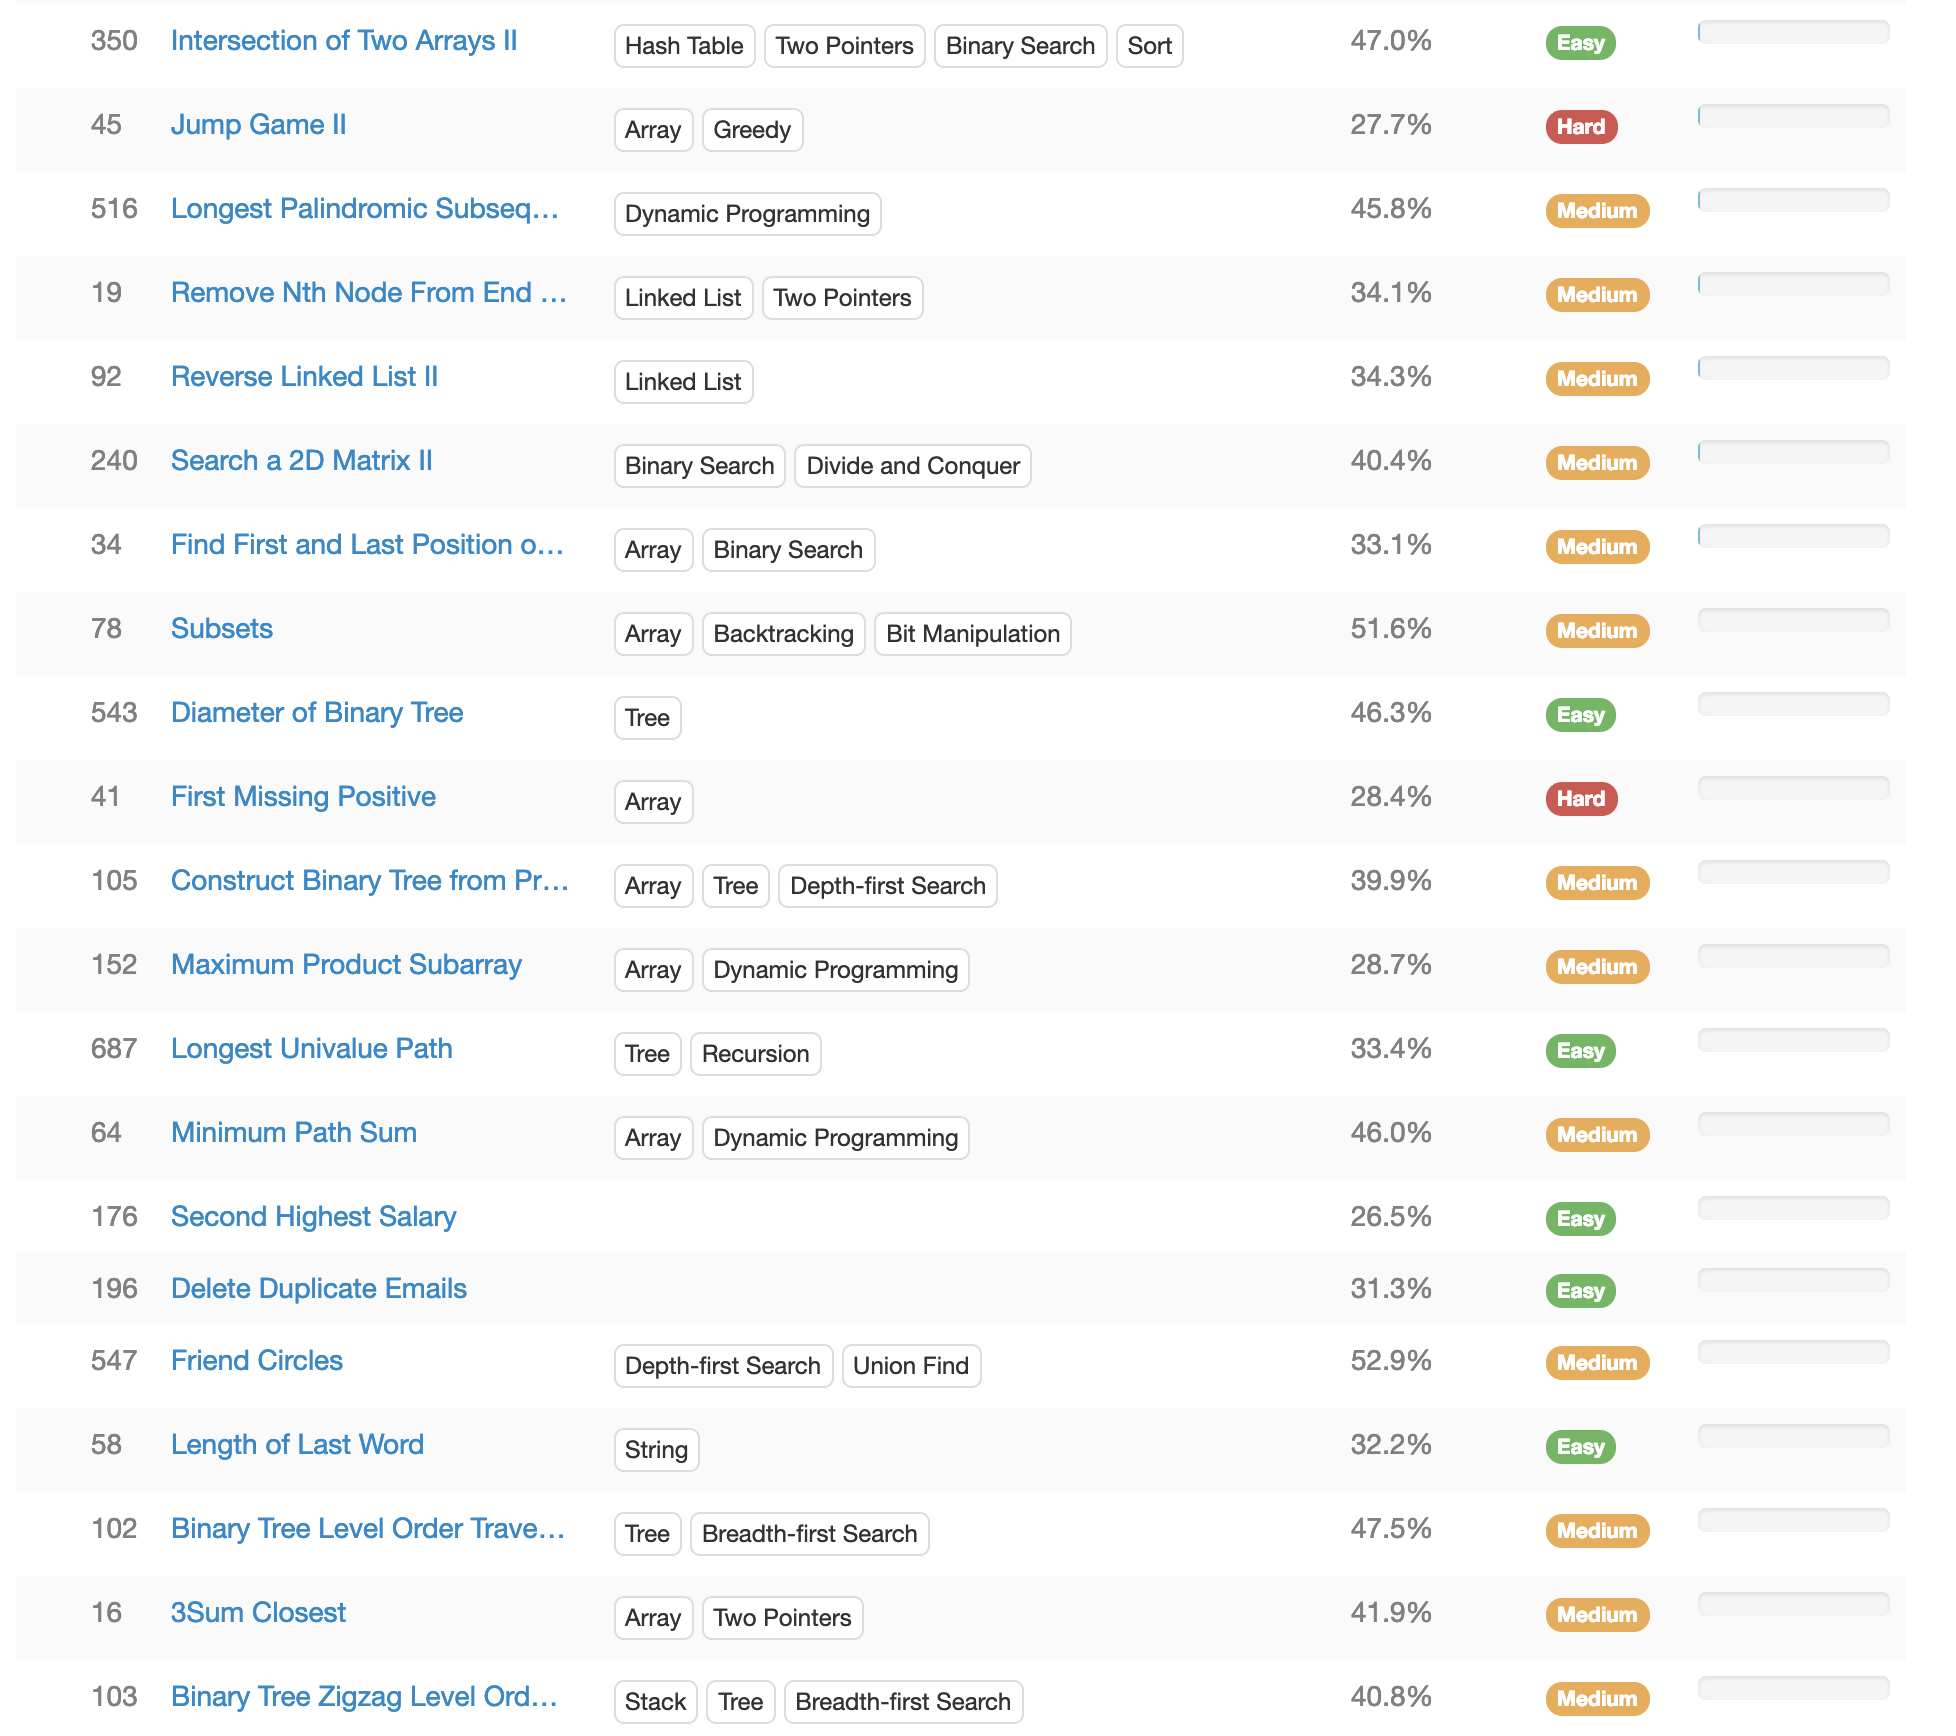 350 Intersection of Two Arrays II Hash Table Two Pointers Binary Search Sort 47.0% Easy
45 Jump Game II Array Greedy 27.7% Hard
516 Longest Palindromic Subseq... Dynamic Programming 45.8% Medium
19 Remove Nth Node From End ... Linked List Two Pointers 34.1% Medium
92 Reverse Linked List II Linked List 34.3% Medium
240 Search a 2D Matrix II Binary Search Divide and Conquer 40.4% Medium
34 Find First and Last Position o... Array Binary Search 33.1% Medium
78 Subsets Array Backtracking Bit Manipulation 51.6% Medium
543 Diameter of Binary Tree Tree 46.3% Easy
41 First Missing Positive Array 28.4% Hard
105 Construct Binary Tree from Pr... Array Tree Depth-first Search 39.9% Medium
152 Maximum Product Subarray Array Dynamic Programming 28.7% Medium
687 Longest Univalue Path Tree Recursion 33.4% Easy
64 Minimum Path Sum Array Dynamic Programming 46.0% Medium
176 Second Highest Salary 26.5% Easy
196 Delete Duplicate Emails 31.3% Easy
547 Friend Circles Depth-first Search Union Find 52.9% Medium
58 Length of Last Word String 32.2% Easy
102 Binary Tree Level Order Trave... Tree Breadth-first Search 47.5% Medium
16 3Sum Closest Array Two Pointers 41.9% Medium
103 Binary Tree Zigzag Level Ord... Stack Tree Breadth-first Search 40.8% Medium